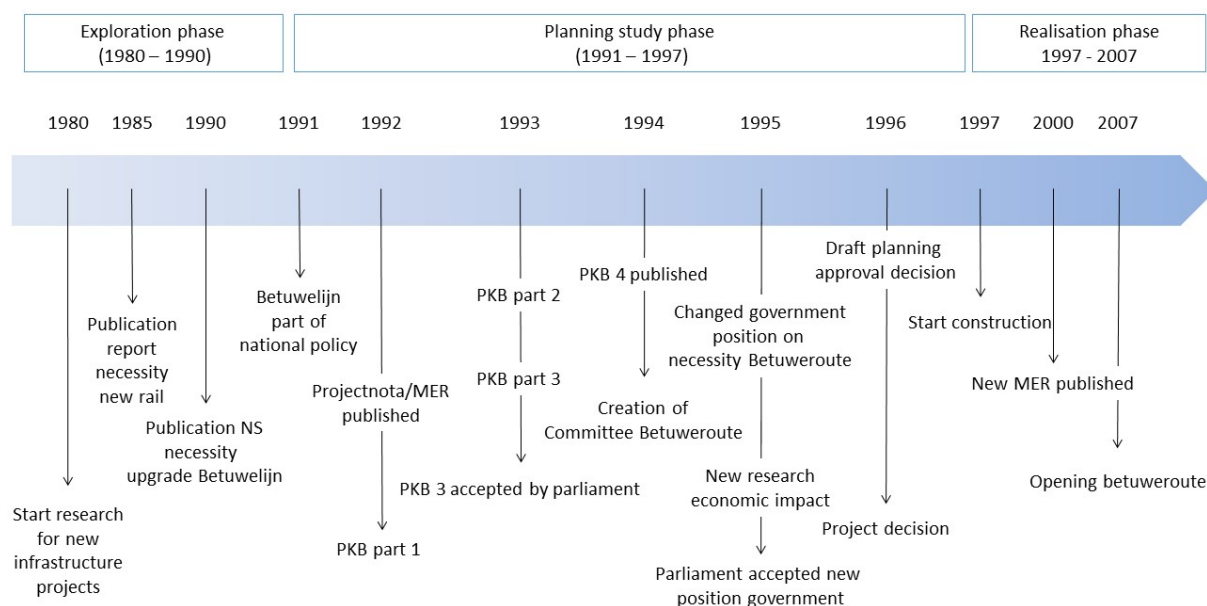 Exploration phase
(1980 – 1990)
Planning study phase
(1991 – 1997)
Realisation phase
1997 - 2007
1980
1985
1990
1991
1992
1993
1994
1995
1996
1997
2000
2007
Start research
for new
infrastructure
projects
Publication
report
necessity
new rail
Publication NS
necessity
upgrade Betuwelijn
Betuwelijn
part of
national policy
Projectnota/MER
published
PKB part 1
PKB part 2
PKB part 3
PKB 3 accepted by parliament
PKB 4 published
Creation of
Committee Betuweroute
Changed government
position on
necessity Betuweroute
New research
economic impact
Parliament accepted new
position government
Draft planning
approval decision
Project decision
Start construction
New MER published
Opening betuweroute